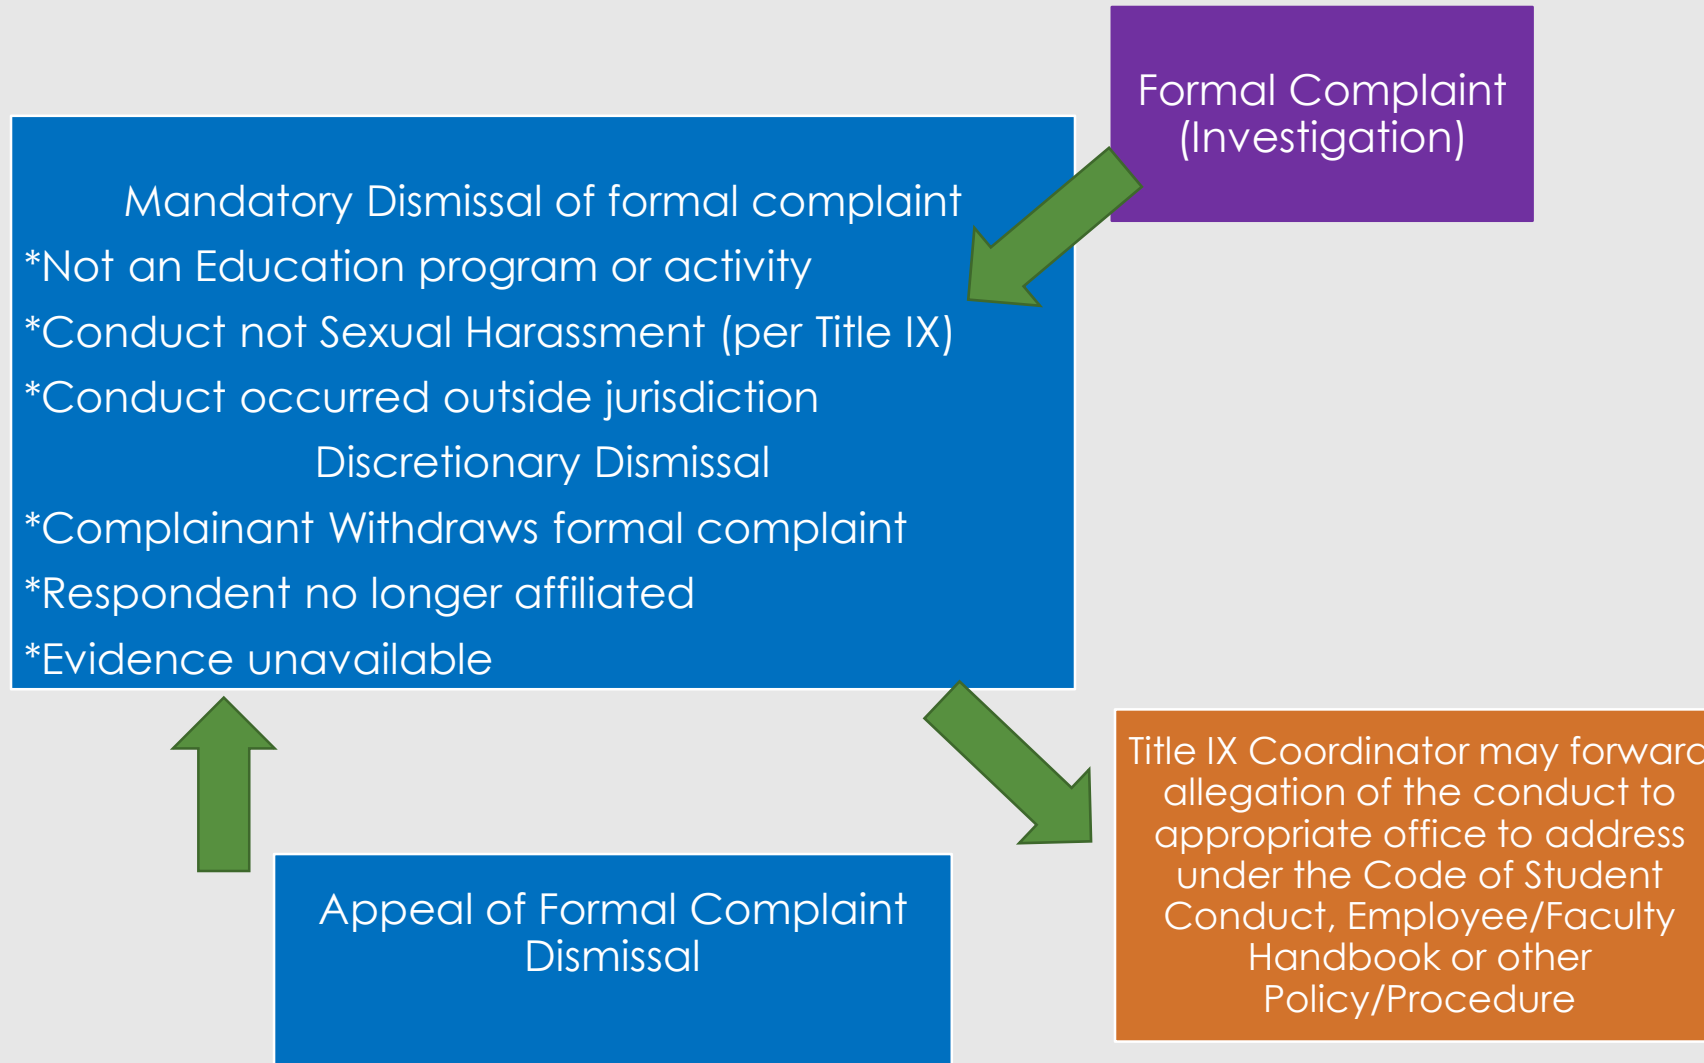 Formal Complaint
(Investigation)
Mandatory Dismissal of formal complaint
*Not an Education program or activity
*Conduct not Sexual Harassment (per Title IX)
*Conduct occurred outside jurisdiction
Discretionary Dismissal
*Complainant Withdraws formal complaint
*Respondent no longer affiliated
*Evidence unavailable
Title IX Coordinator may forward
allegation of the conduct to
appropriate office to address
under the Code of Student
Conduct, Employee/Faculty
Handbook or other
Policy/Procedure
Appeal of Formal Complaint
Dismissal